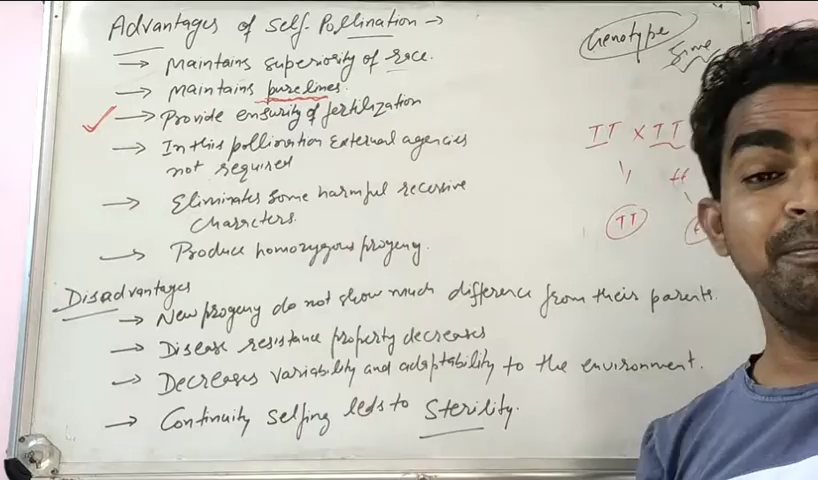 Advantages of Self-Pollination →
→ Maintains superiority of race.
→ Maintains purelines.
→ Provide ensurity of fertilization
→ In this pollination External agencies
not required
→ Eliminates some harmful recessive
characters.
→ Produce homozygous progeny.
Disadvantages
→ New progeny do not show much difference from their parents.
→ Disease resistance property decreases
→ Decreases variability and adaptability to the environment.
→ Continuity selfing leds to Sterility.
Genotype
Same
TT × TT
tt
TT